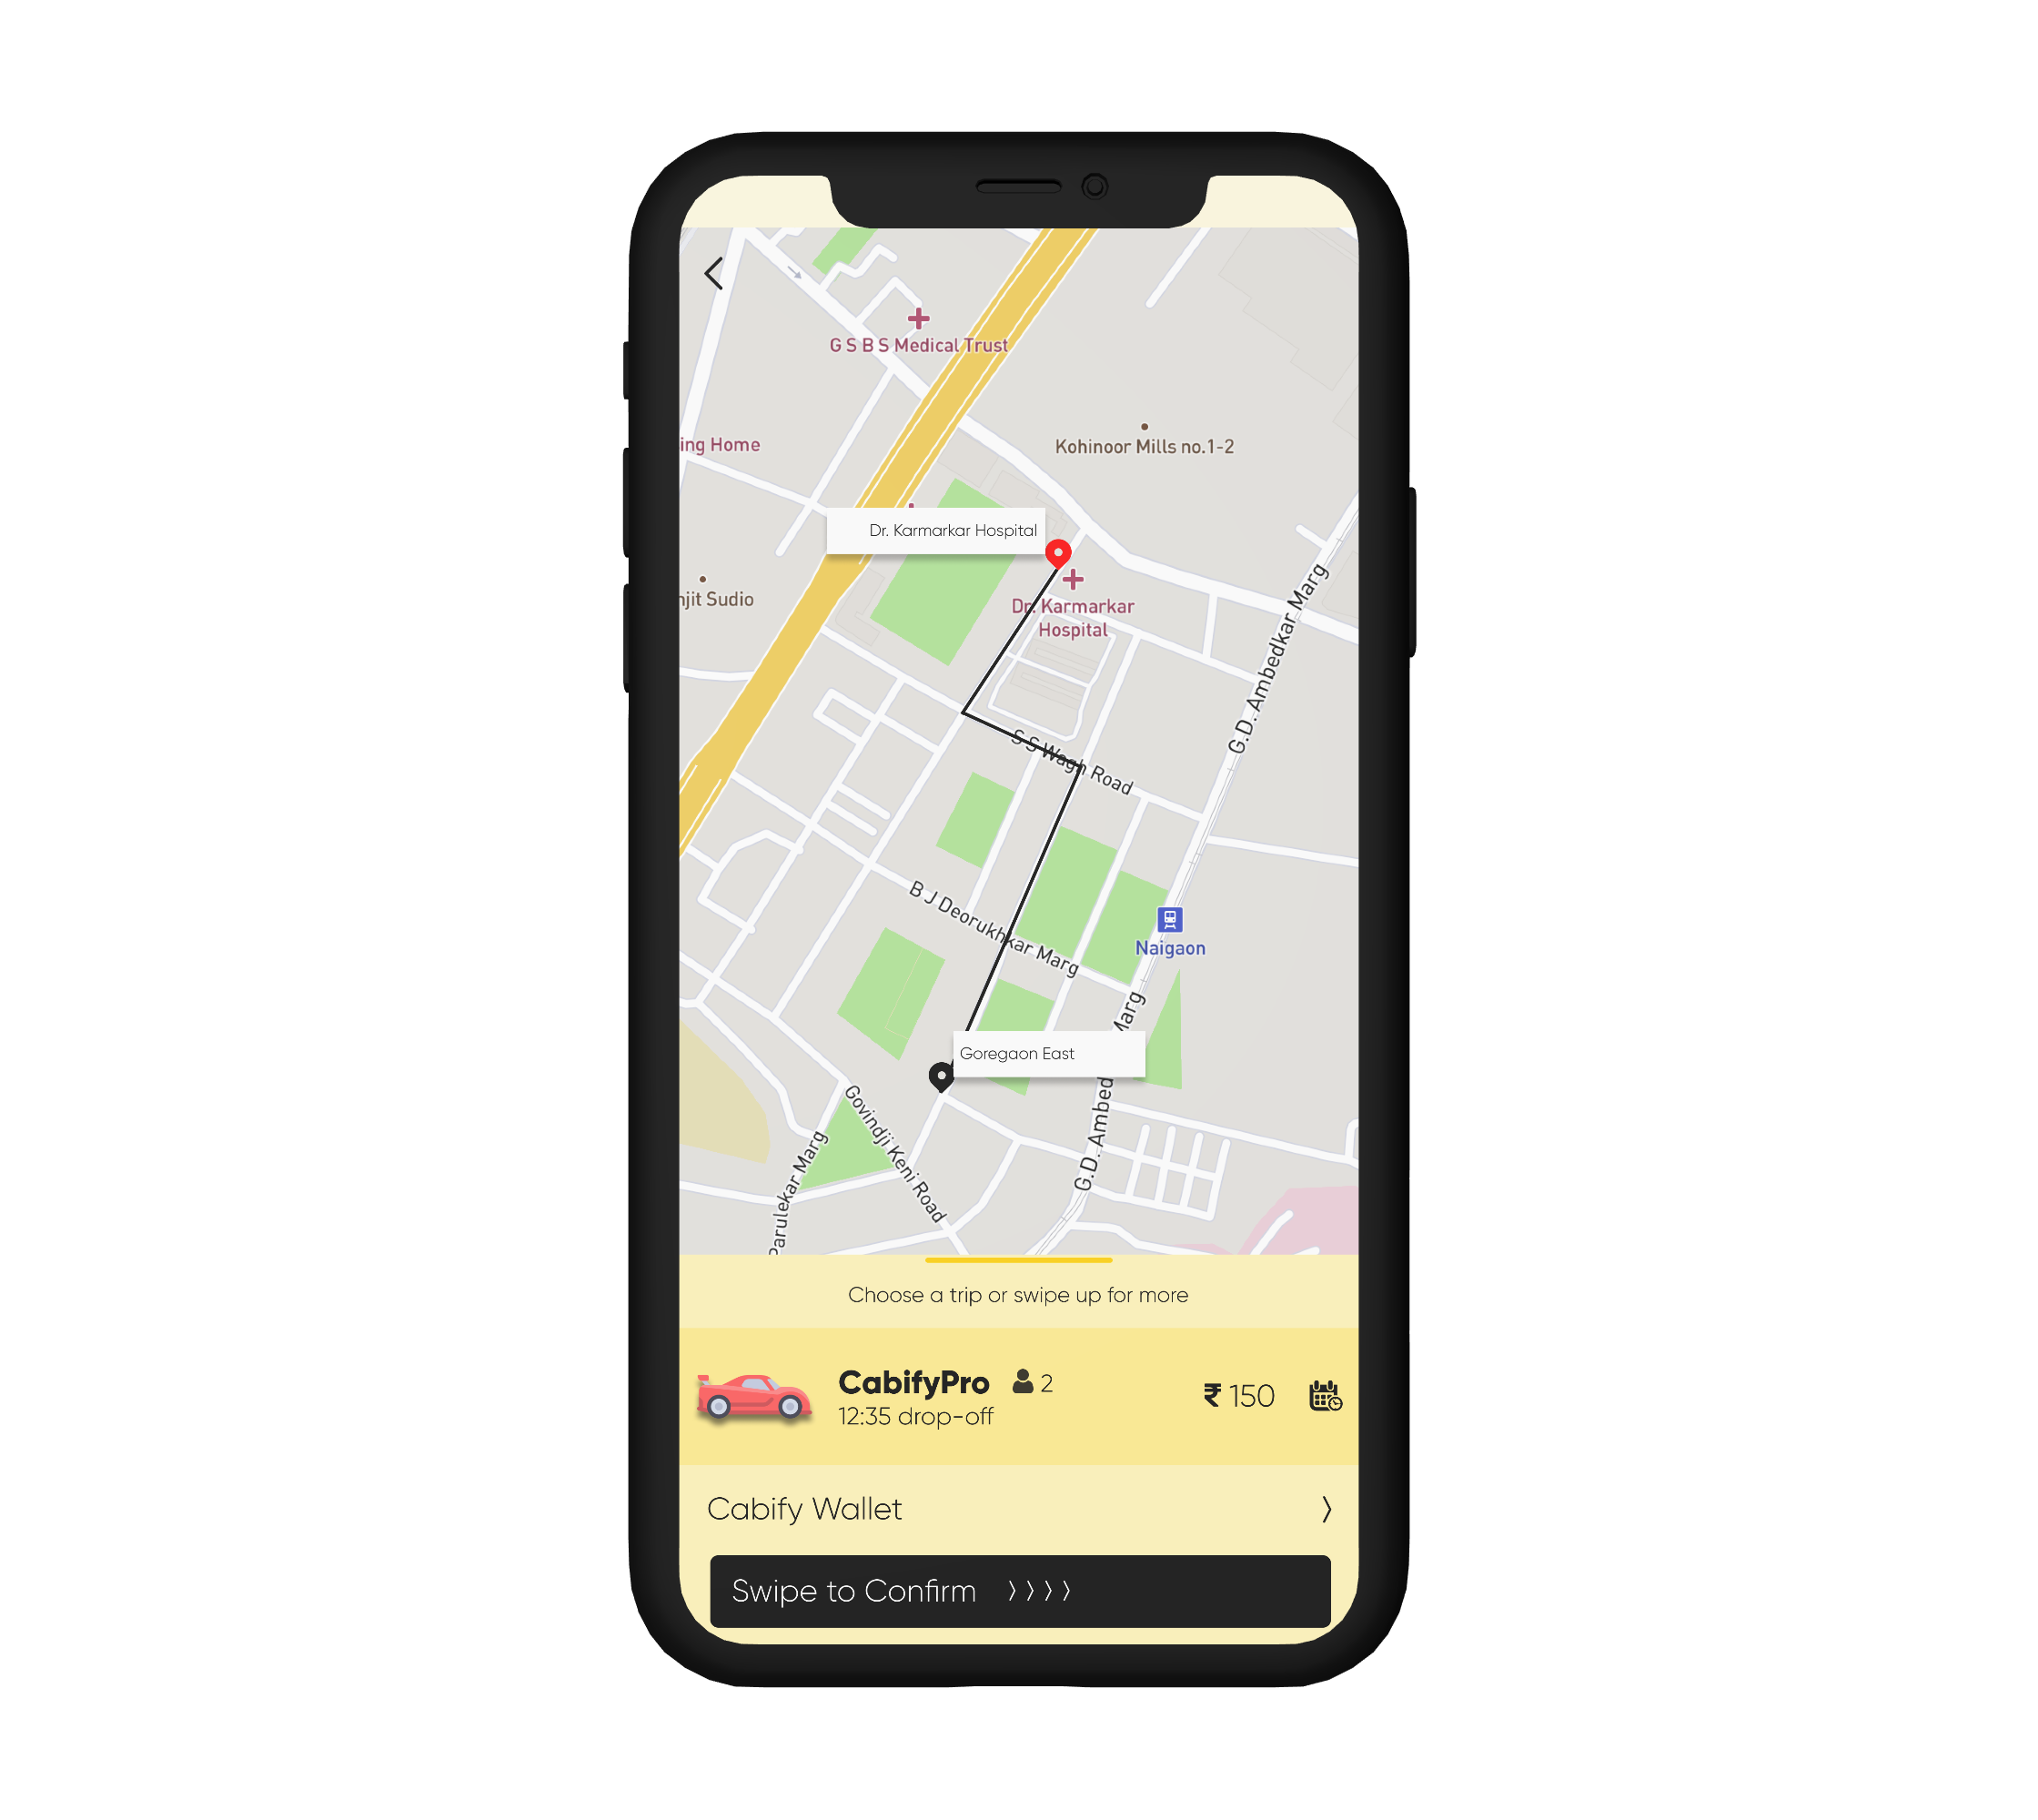 G S B S Medical Trust
Kohinoor Mills no.1-2
ing Home
Dr. Karmarkar Hospital
njit Sudio
Dr. Karmarkar
Hospital
G.D. Ambedkar Marg
S S Wagh Road
B J Deorukhkar Marg
Naigaon
Marg
Goregaon East
G.D. Ambed
Govindji Keni Road
Parulekar Marg
Choose a trip or swipe up for more
CabifyPro 2
12:35 drop-off
₹ 150
Cabify Wallet
Swipe to Confirm